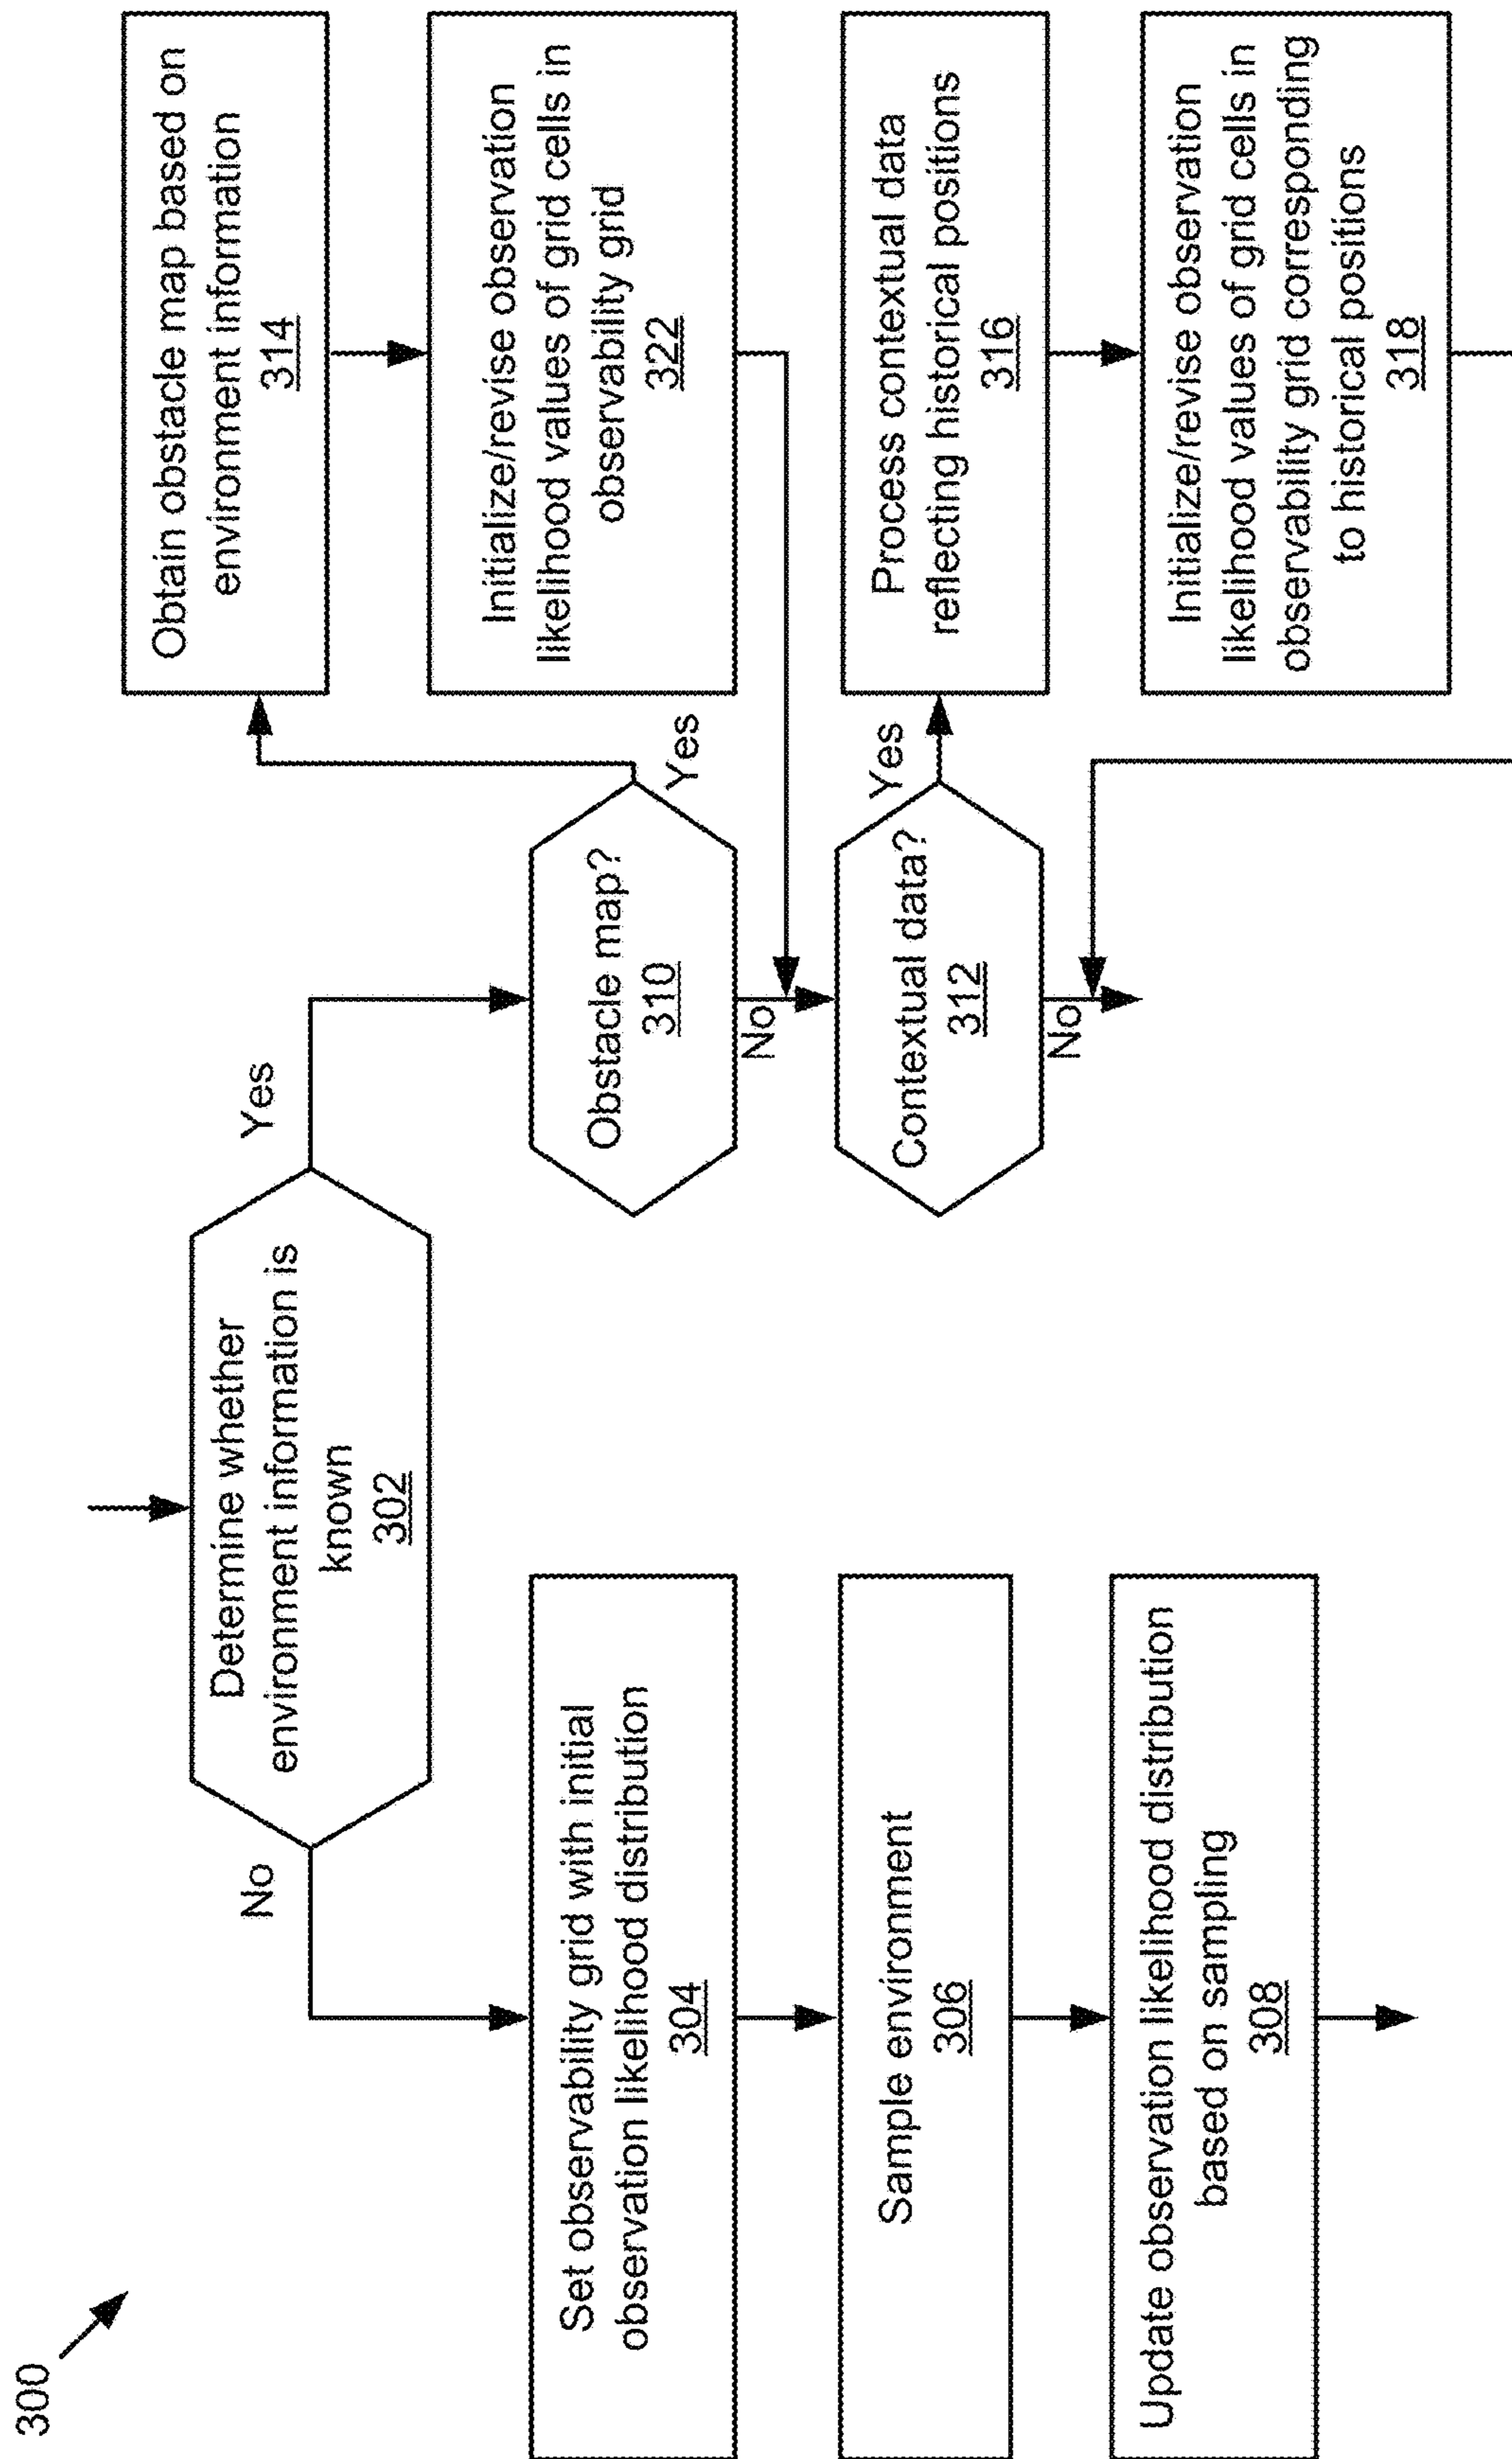 300
Determine whether
environment information is
known
302
No
Yes
Set observability grid with initial
observation likelihood distribution
304
Sample environment
306
Update observation likelihood distribution
based on sampling
308
Obstacle map?
310
Yes
No
Obtain obstacle map based on
environment information
314
Initialize/revise observation
likelihood values of grid cells in
observability grid
322
Contextual data?
312
Yes
No
Process contextual data
reflecting historical positions
316
Initialize/revise observation
likelihood values of grid cells in
observability grid corresponding
to historical positions
318